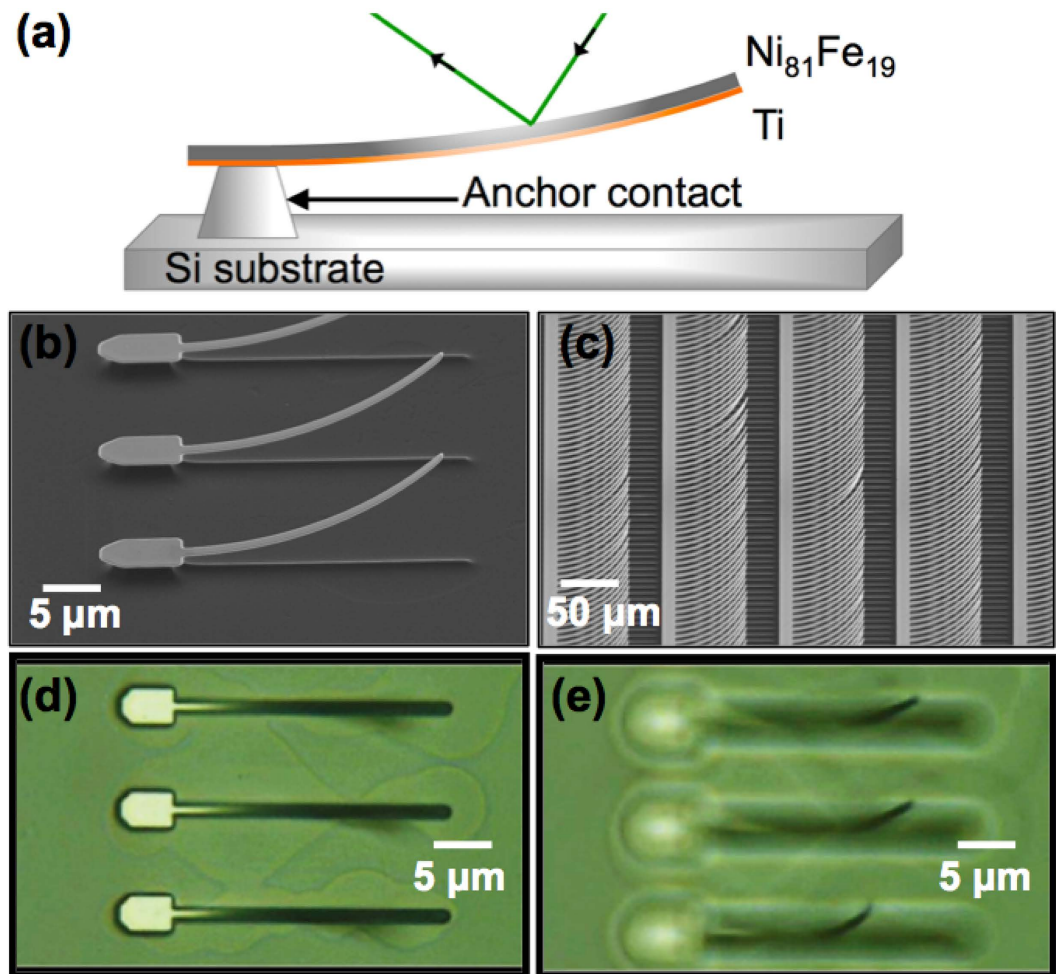 (a)
Ni81Fe19
Ti
Anchor contact
Si substrate
(b)
(c)
5 µm
50 µm
(d)
(e)
5 µm
5 µm